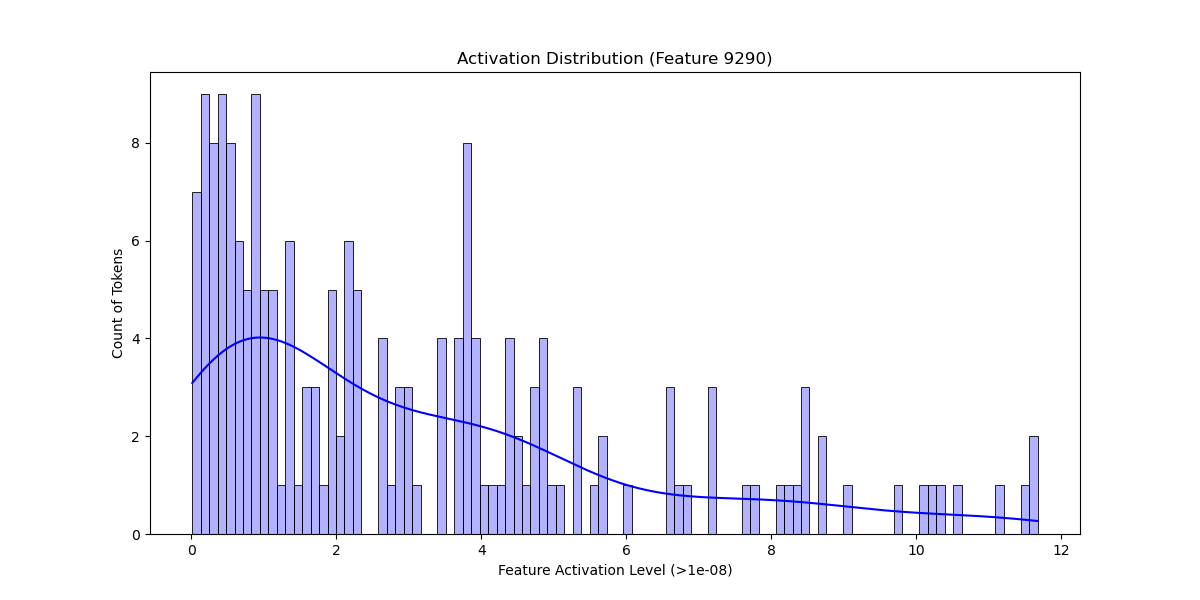 Activation Distribution (Feature 9290)
Count of Tokens
8
6
4
2
0
0 2 4 6 8 10 12
Feature Activation Level (>1e-08)